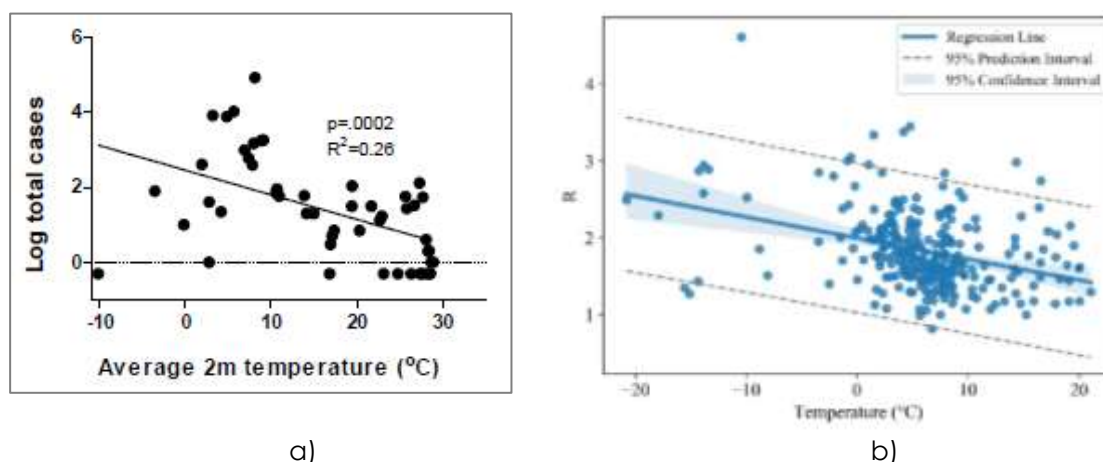 6
4
2
0
-10 0 10 20 30
Log total cases
p=.0002
R²=0.26
Average 2m temperature (°C)
a)
Regression Line
95% Prediction Interval
95% Confidence Interval
4
3
2
1
R
−20 −10 0 10 20
Temperature (°C)
b)